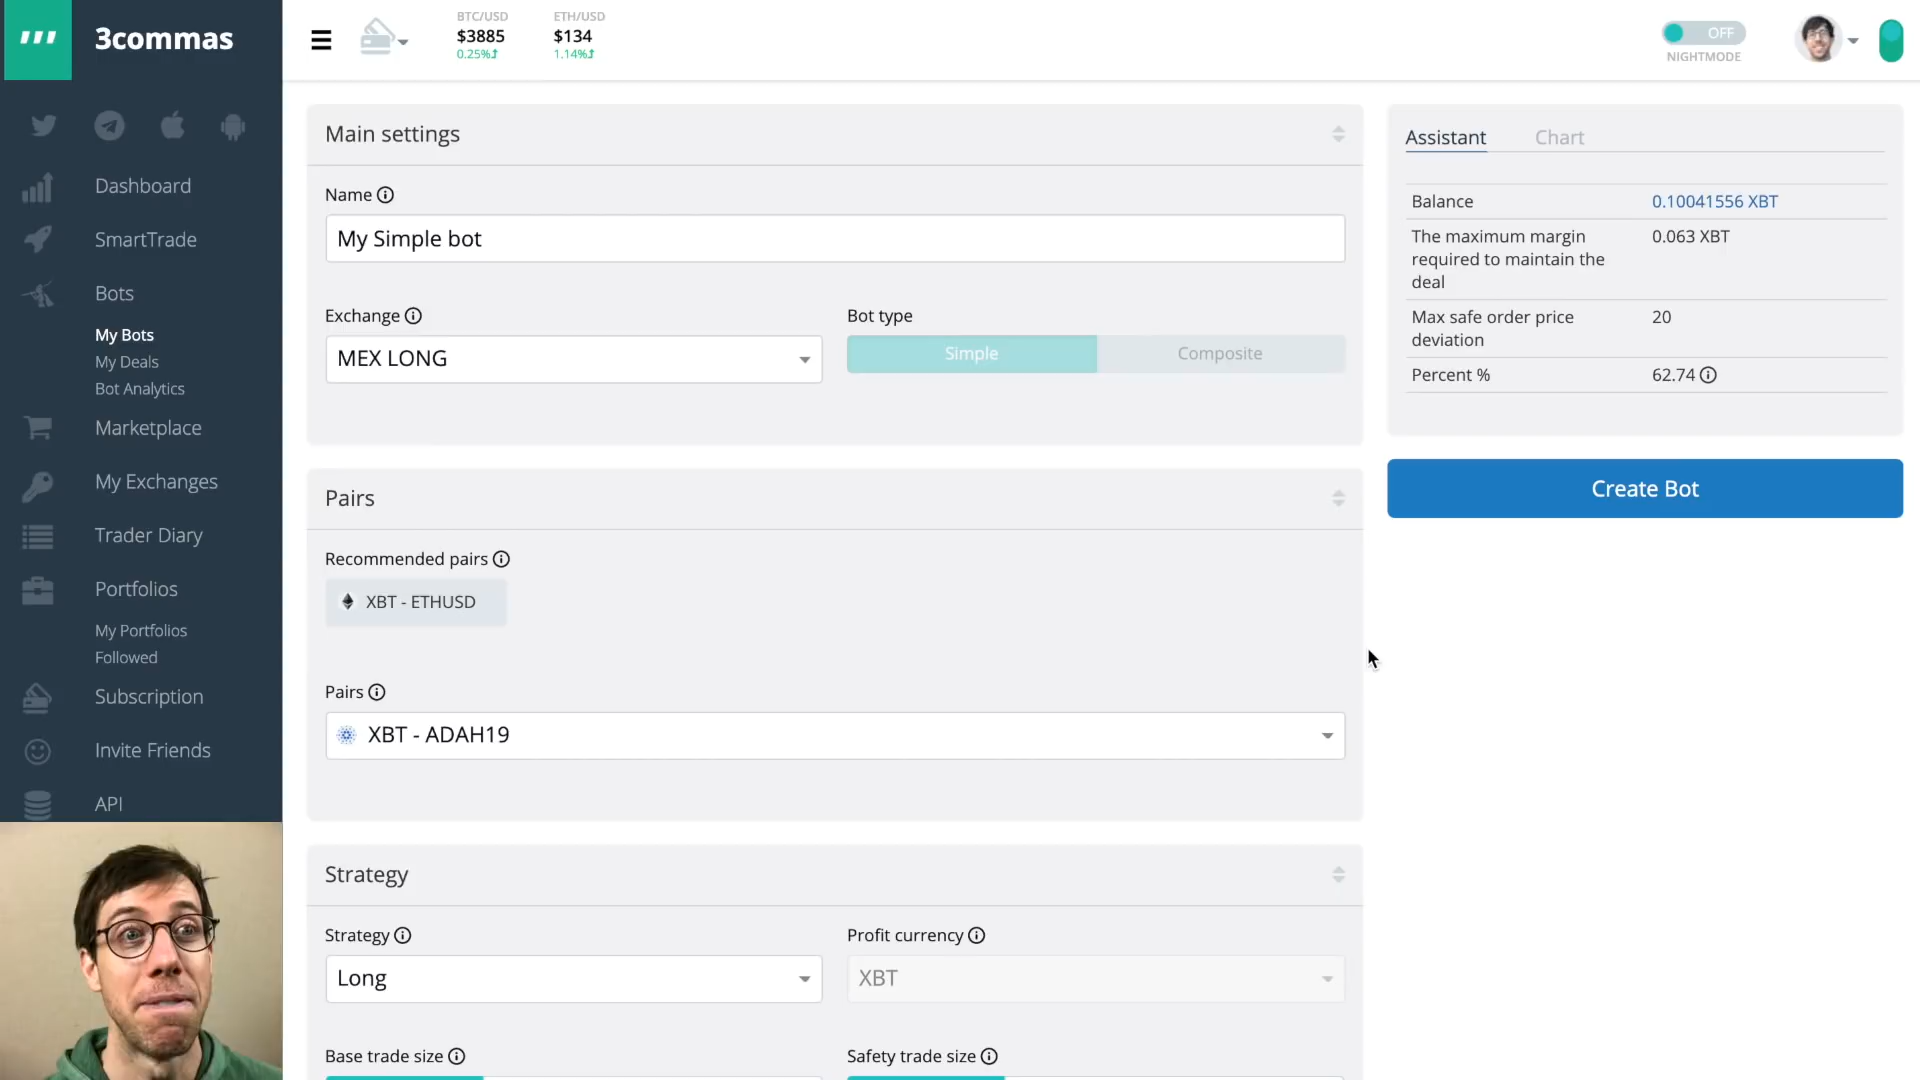 3commas
BTC/USD
$3885
0.25%
ETH/USD
$134
1.14%
OFF
NIGHTMODE
Dashboard
SmartTrade
Bots
My Bots
My Deals
Bot Analytics
Marketplace
My Exchanges
Trader Diary
Portfolios
My Portfolios
Followed
Subscription
Invite Friends
API
Main settings
Name
My Simple bot
Exchange
MEX LONG
Bot type
Simple
Composite
Pairs
Recommended pairs
XBT - ETHUSD
Pairs
XBT - ADAH19
Strategy
Strategy
Long
Profit currency
XBT
Base trade size
Safety trade size
Assistant
Chart
Balance
0.10041556 XBT
The maximum margin
required to maintain the
deal
0.063 XBT
Max safe order price
deviation
20
Percent %
62.74
Create Bot